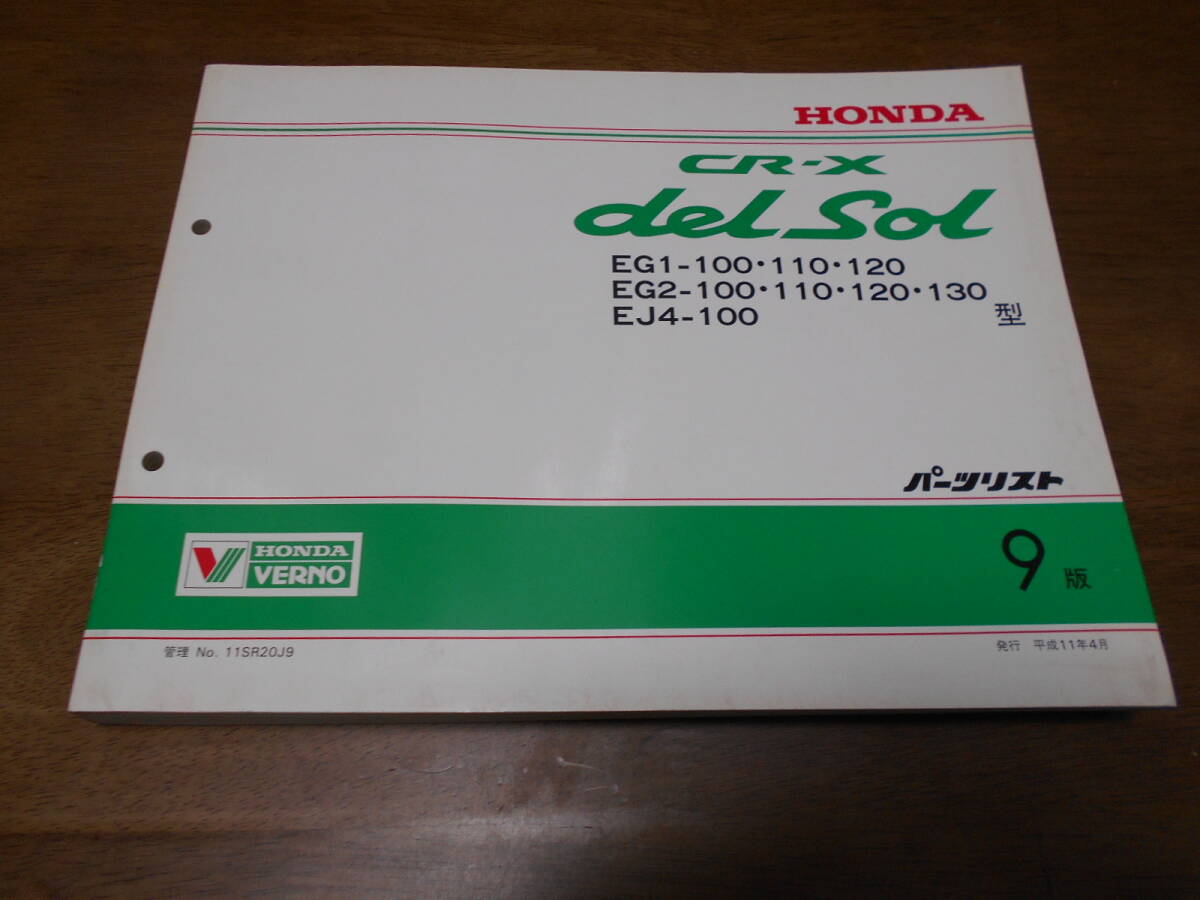 HONDA
CR-X
del Sol
EG1-100・110・120
EG2-100・110・120・130
EJ4-100 型
パーツリスト
HONDA
VERNO
9版
管理 No. 11SR20J9
発行 平成11年4月